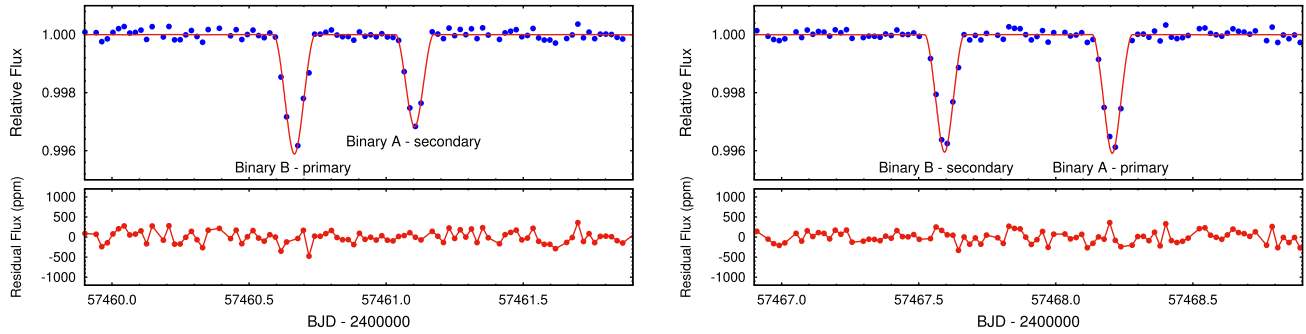 Relative Flux
1.000
0.998
0.996
Binary A - secondary
Binary B - primary
Residual Flux (ppm)
1000
500
0
-500
-1000
57460.0
57460.5
57461.0
57461.5
BJD - 2400000
Relative Flux
1.000
0.998
0.996
Binary B - secondary
Binary A - primary
Residual Flux (ppm)
1000
500
0
-500
-1000
57467.0
57467.5
57468.0
57468.5
BJD - 2400000